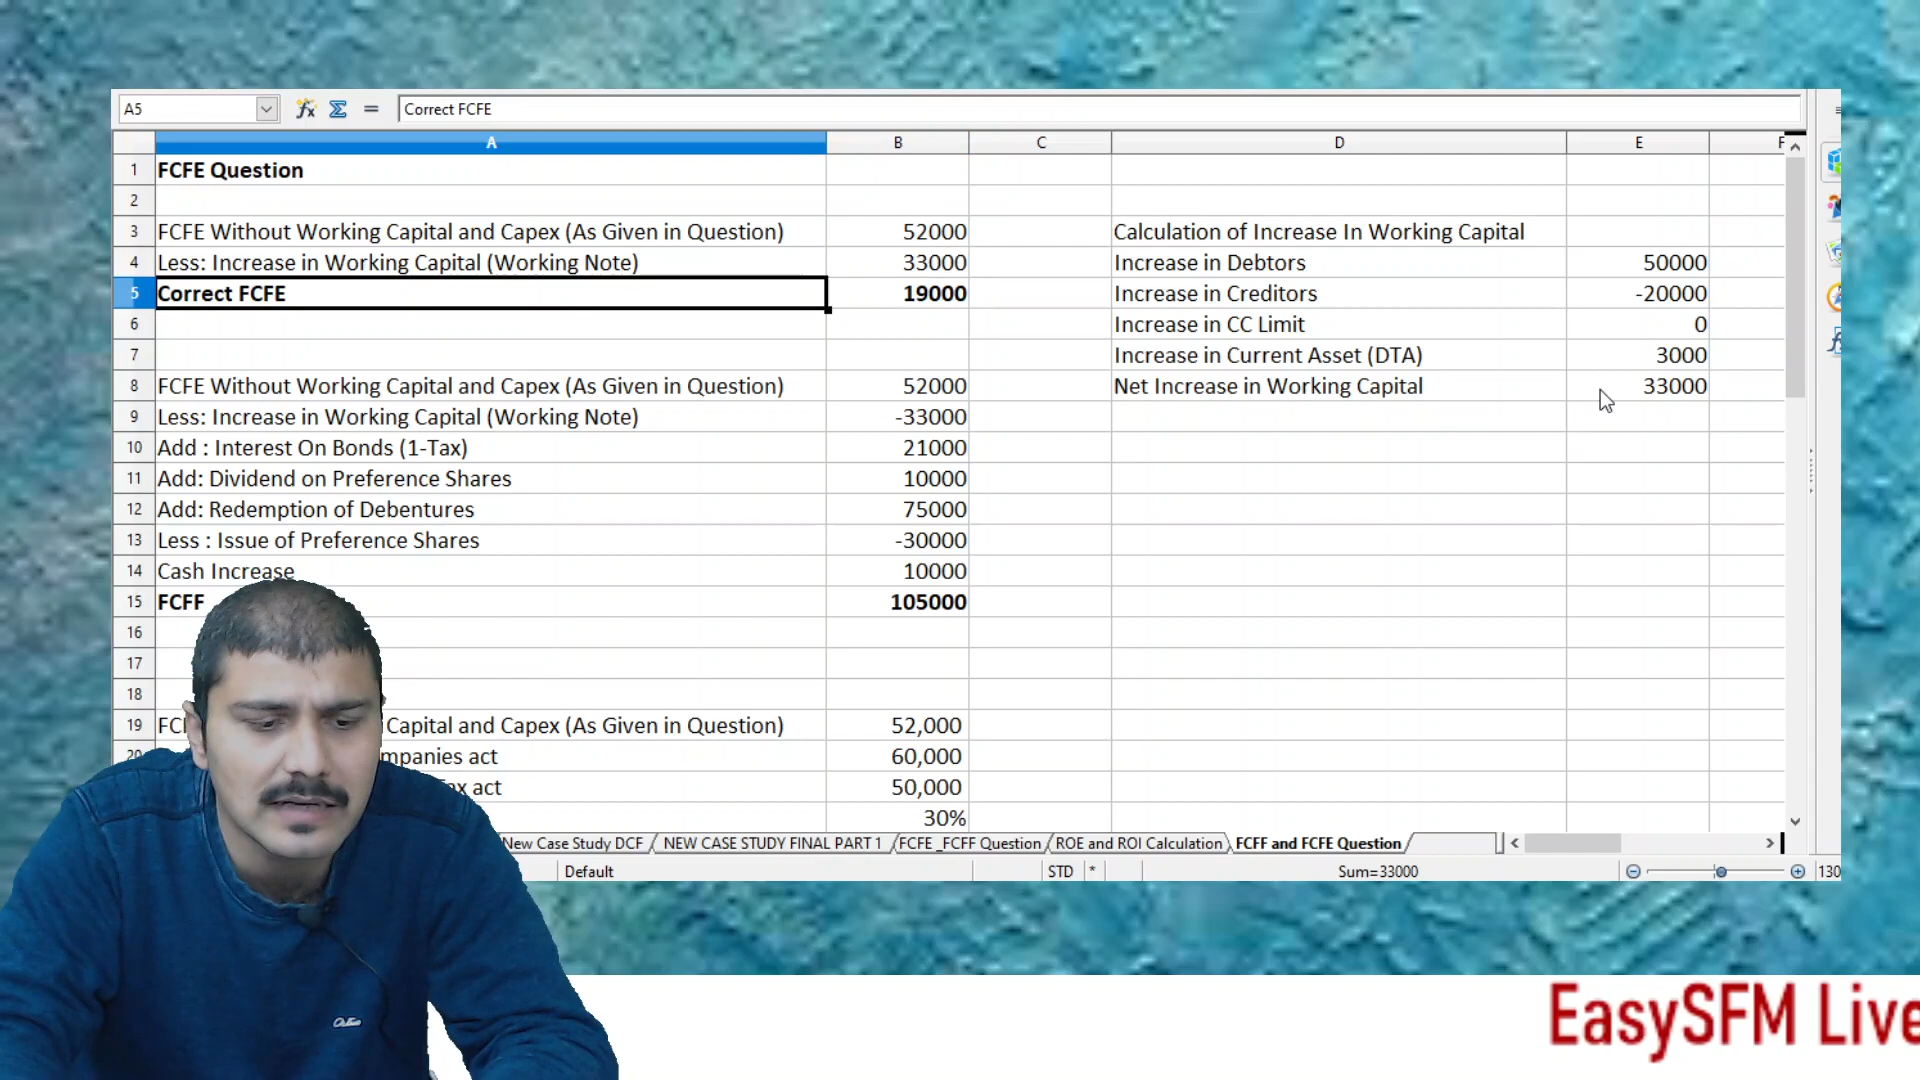 A5
Correct FCFE
A B C D E F
1 FCFE Question
2
3 FCFE Without Working Capital and Capex (As Given in Question) 52000 Calculation of Increase In Working Capital
4 Less: Increase in Working Capital (Working Note) 33000 Increase in Debtors 50000
5 Correct FCFE 19000 Increase in Creditors -20000
6 Increase in CC Limit 0
7 Increase in Current Asset (DTA) 3000
8 FCFE Without Working Capital and Capex (As Given in Question) 52000 Net Increase in Working Capital 33000
9 Less: Increase in Working Capital (Working Note) -33000
10 Add : Interest On Bonds (1-Tax) 21000
11 Add: Dividend on Preference Shares 10000
12 Add: Redemption of Debentures 75000
13 Less : Issue of Preference Shares -30000
14 Cash Increase 10000
15 FCFF 105000
16
17
18
19 Capital and Capex (As Given in Question) 52,000
act 60,000
act 50,000
30%
New Case Study DCF NEW CASE STUDY FINAL PART 1 FCFE _FCFF Question ROE and ROI Calculation FCFF and FCFE Question
Default STD * Sum=33000 130
EasySFM Live